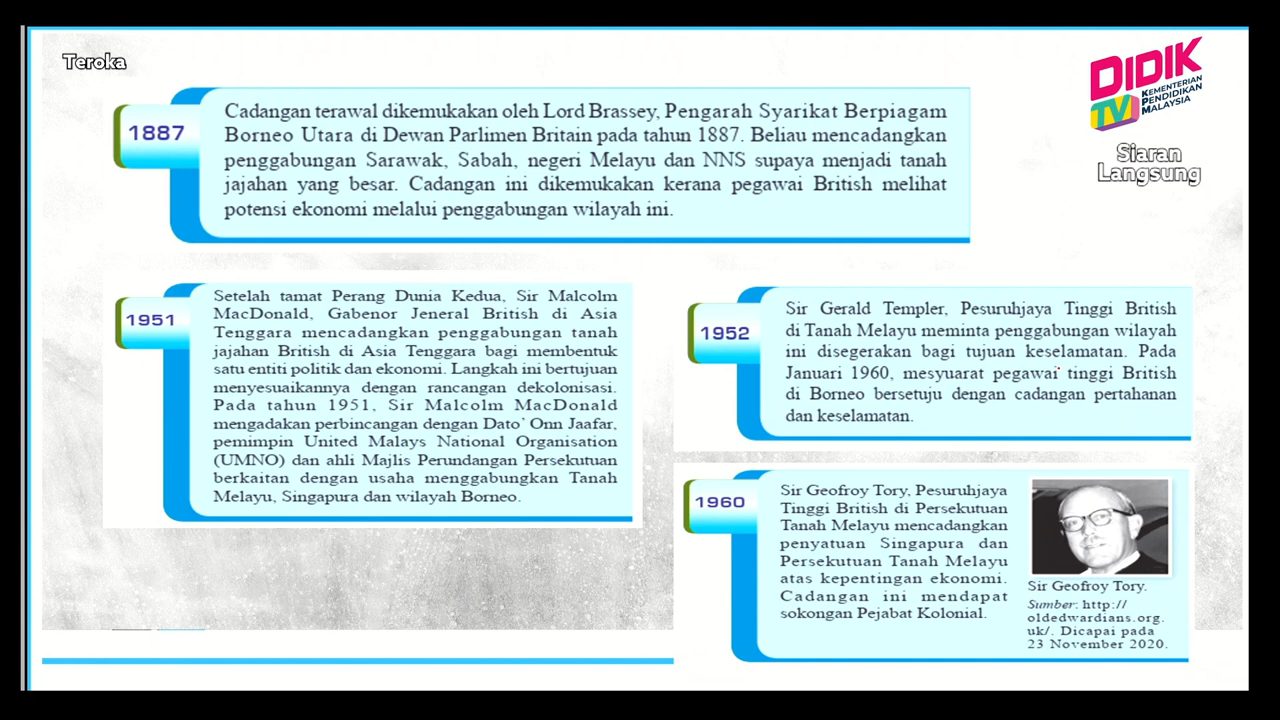 Teroka
DIDIK
TV
KEMENTERIAN
PENDIDIKAN
MALAYSIA
Siaran
Langsung
1887
Cadangan terawal dikemukakan oleh Lord Brassey, Pengarah Syarikat Berpiagam
Borneo Utara di Dewan Parlimen Britain pada tahun 1887. Beliau mencadangkan
penggabungan Sarawak, Sabah, negeri Melayu dan NNS supaya menjadi tanah
jajahan yang besar. Cadangan ini dikemukakan kerana pegawai British melihat
potensi ekonomi melalui penggabungan wilayah ini.
1951
Setelah tamat Perang Dunia Kedua, Sir Malcolm
MacDonald, Gabenor Jeneral British di Asia
Tenggara mencadangkan penggabungan tanah
jajahan British di Asia Tenggara bagi membentuk
satu entiti politik dan ekonomi. Langkah ini bertujuan
menyesuaikannya dengan rancangan dekolonisasi.
Pada tahun 1951, Sir Malcolm MacDonald
mengadakan perbincangan dengan Dato' Onn Jaafar,
pemimpin United Malays National Organisation
(UMNO) dan ahli Majlis Perundangan Persekutuan
berkaitan dengan usaha menggabungkan Tanah
Melayu, Singapura dan wilayah Borneo.
1952
Sir Gerald Templer, Pesuruhjaya Tinggi British
di Tanah Melayu meminta penggabungan wilayah
ini disegerakan bagi tujuan keselamatan. Pada
Januari 1960, mesyuarat pegawai tinggi British
di Borneo bersetuju dengan cadangan pertahanan
dan keselamatan.
1960
Sir Geofroy Tory, Pesuruhjaya
Tinggi British di Persekutuan
Tanah Melayu mencadangkan
penyatuan Singapura dan
Persekutuan Tanah Melayu
atas kepentingan ekonomi.
Cadangan ini mendapat
sokongan Pejabat Kolonial.
Sir Geofroy Tory.
Sumber: http://
oldedwardians.org.
uk/. Dicapai pada
23 November 2020.